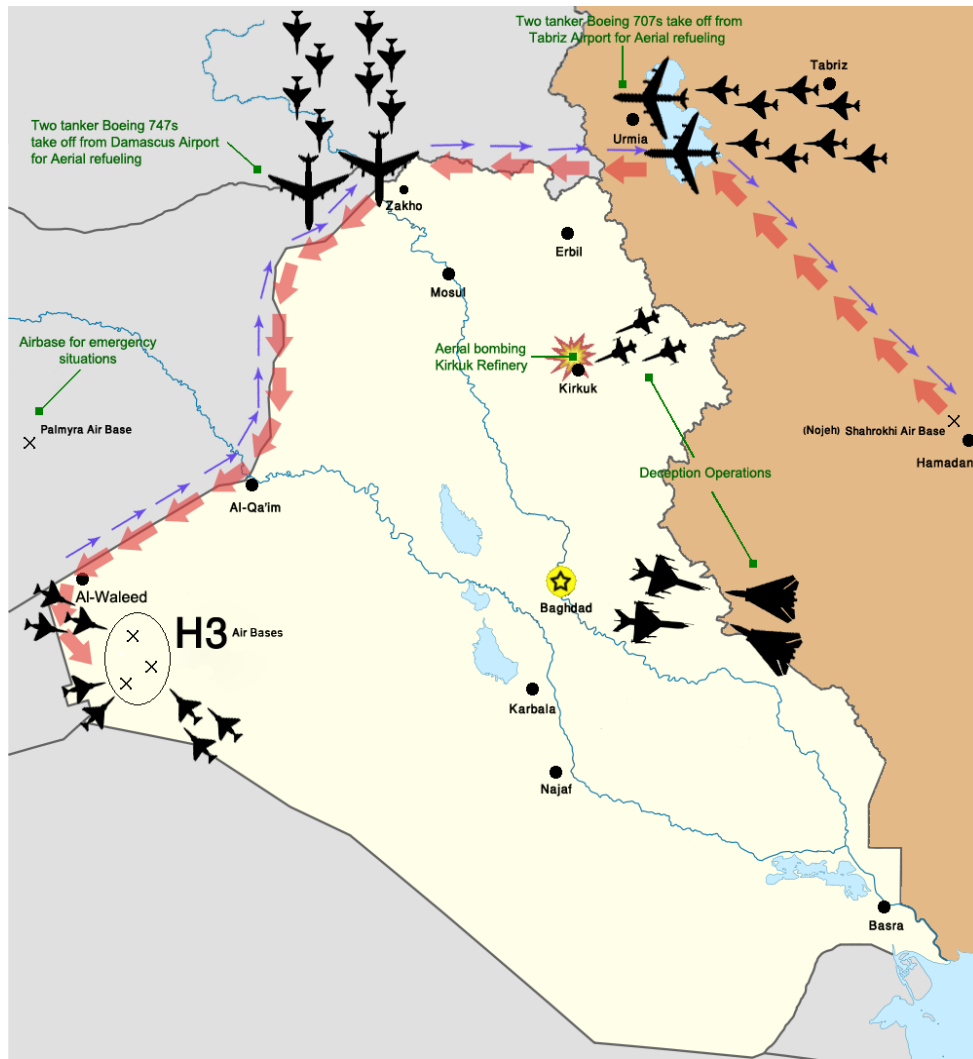 Two tanker Boeing 707s take off from
Tabriz Airport for Aerial refueling
Tabriz
Urmia
Two tanker Boeing 747s
take off from Damascus Airport
for Aerial refueling
Zakho
Erbil
Mosul
Airbase for emergency
situations
Aerial bombing
Kirkuk Refinery
Kirkuk
Palmyra Air Base
(Nojeh) Shahrokhi Air Base
Hamadan
Deception Operations
Al-Qa'im
Al-Waleed
Baghdad
H3 Air Bases
Karbala
Najaf
Basra